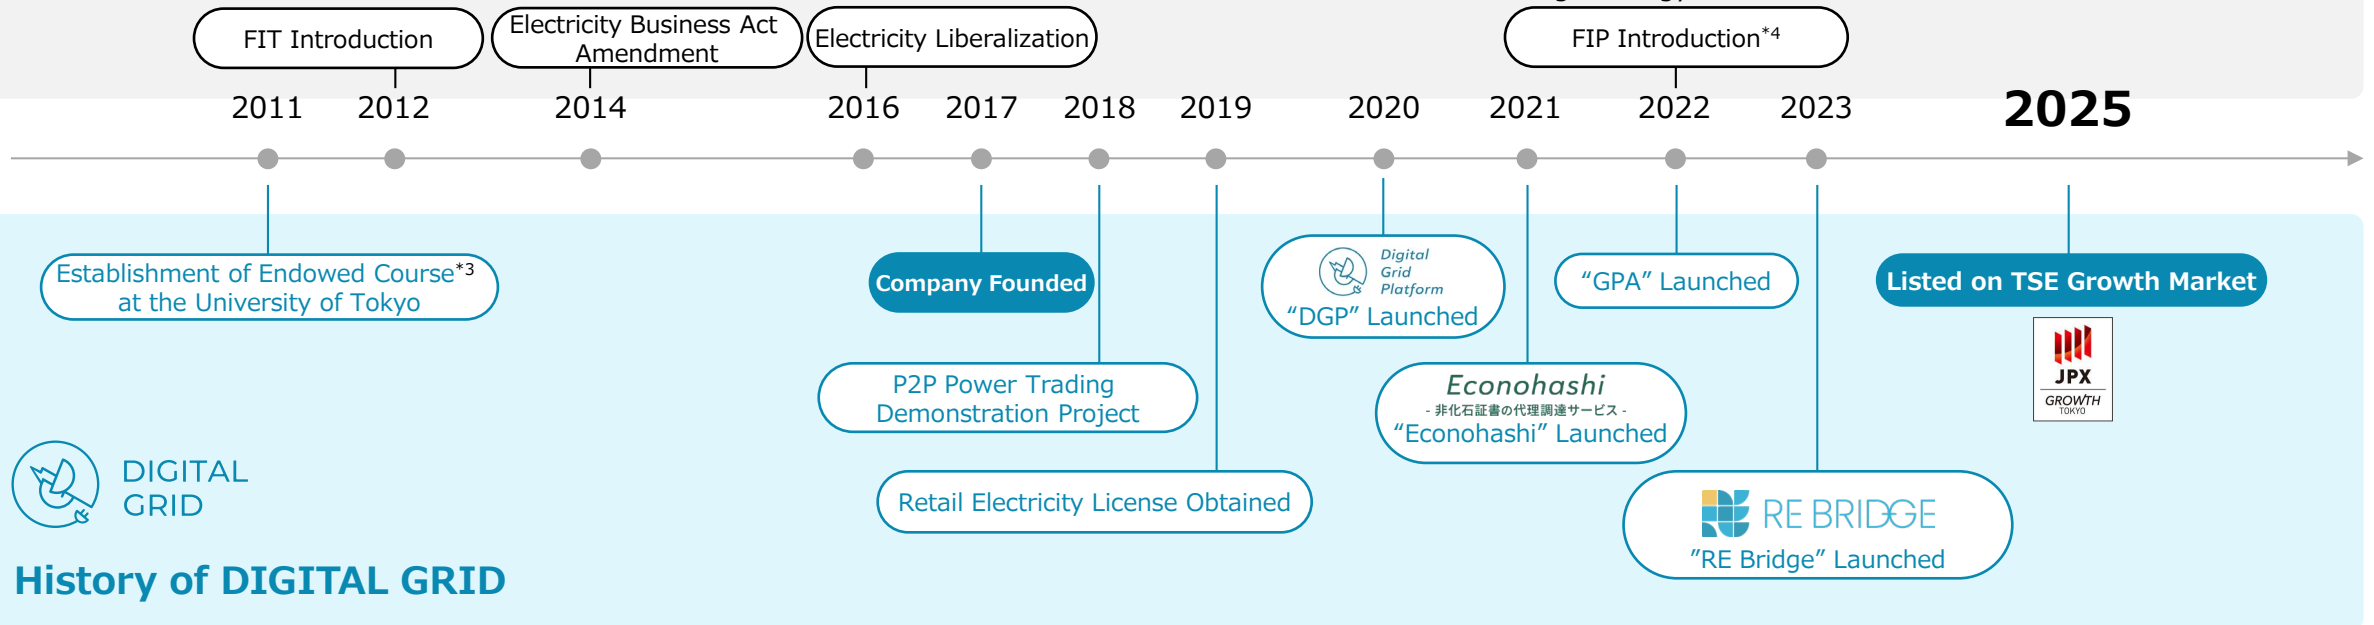 FIT Introduction
Electricity Business Act
Amendment
Electricity Liberalization
FIP Introduction*4
2011
2012
2014
2016
2017
2018
2019
2020
2021
2022
2023
2025
Establishment of Endowed Course*3
at the University of Tokyo
Company Founded
P2P Power Trading
Demonstration Project
Retail Electricity License Obtained
Digital
Grid
Platform
“DGP” Launched
Econohashi
- 非化石証書の代理調達サービス -
“Econohashi” Launched
“GPA” Launched
RE BRIDGE
”RE Bridge” Launched
Listed on TSE Growth Market
JPX
GROWTH
TOKYO
DIGITAL
GRID
History of DIGITAL GRID